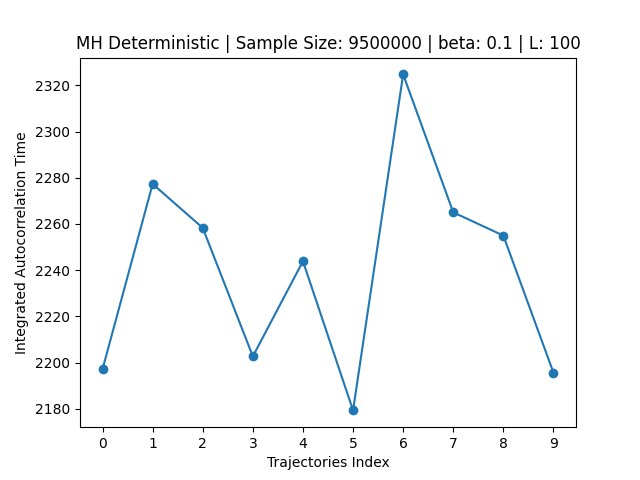 MH Deterministic | Sample Size: 9500000 | beta: 0.1 | L: 100
2320
2300
2280
2260
2240
2220
2200
2180
Integrated Autocorrelation Time
0 1 2 3 4 5 6 7 8 9
Trajectories Index